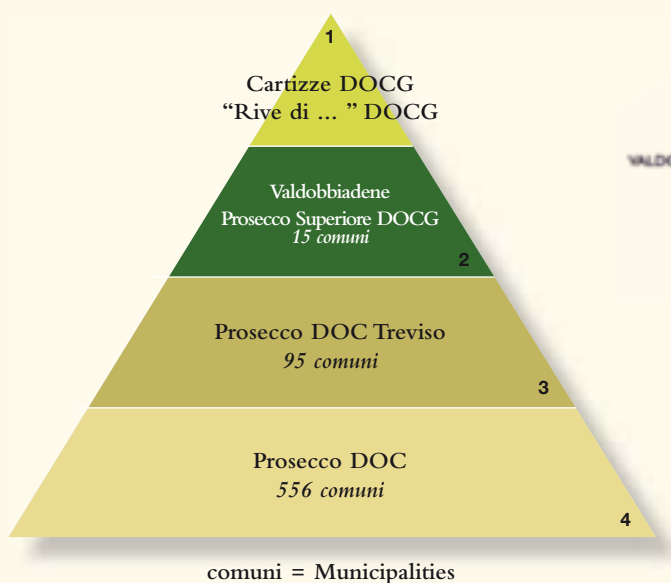 1
Cartizze DOCG
“Rive di ... ” DOCG
Valdobbiadene
Prosecco Superiore DOCG
15 comuni
2
Prosecco DOC Treviso
95 comuni
3
Prosecco DOC
556 comuni
4
comuni = Municipalities